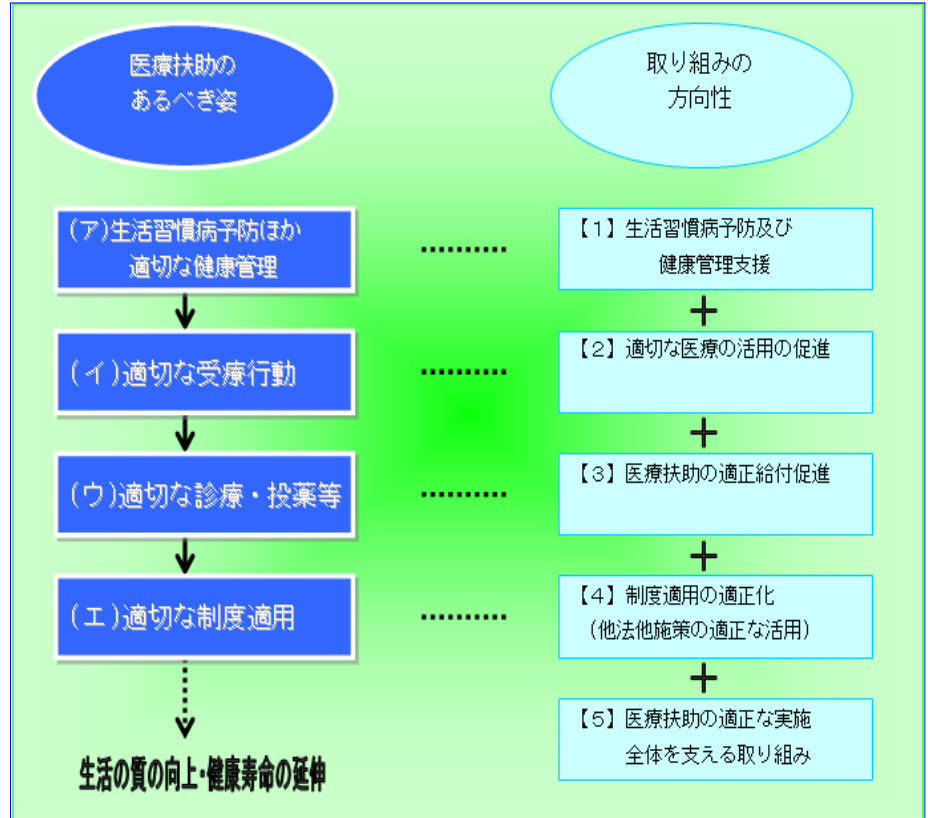 医療扶助の
あるべき姿
取り組みの
方向性
(ア)生活習慣病予防ほか
適切な健康管理
【1】生活習慣病予防及び
健康管理支援
+
(イ)適切な受療行動
【2】適切な医療の活用の促進
+
(ウ)適切な診療・投薬等
【3】医療扶助の適正給付促進
+
(エ)適切な制度適用
【4】制度適用の適正化
(他法他施策の適正な活用)
+
【5】医療扶助の適正な実施
全体を支える取り組み
生活の質の向上・健康寿命の延伸